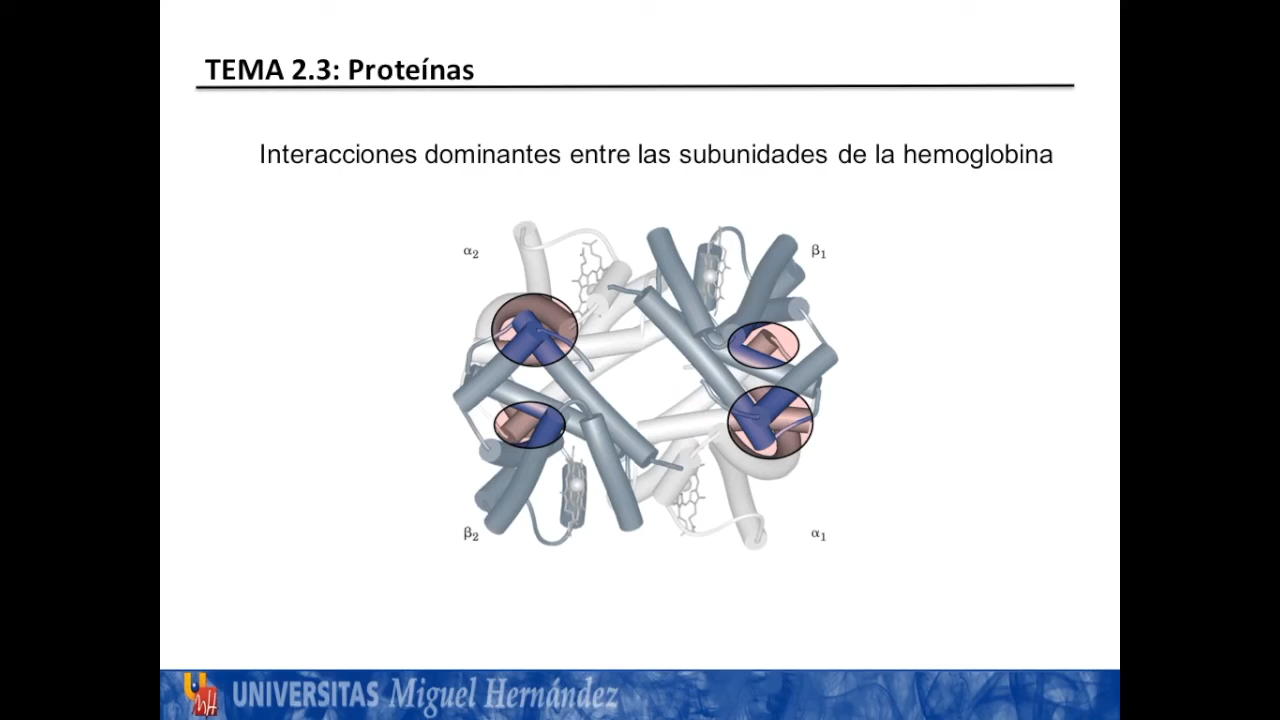 TEMA 2.3: Proteínas
Interacciones dominantes entre las subunidades de la hemoglobina
α2
β1
β2
α1
UNIVERSITAS Miguel Hernández